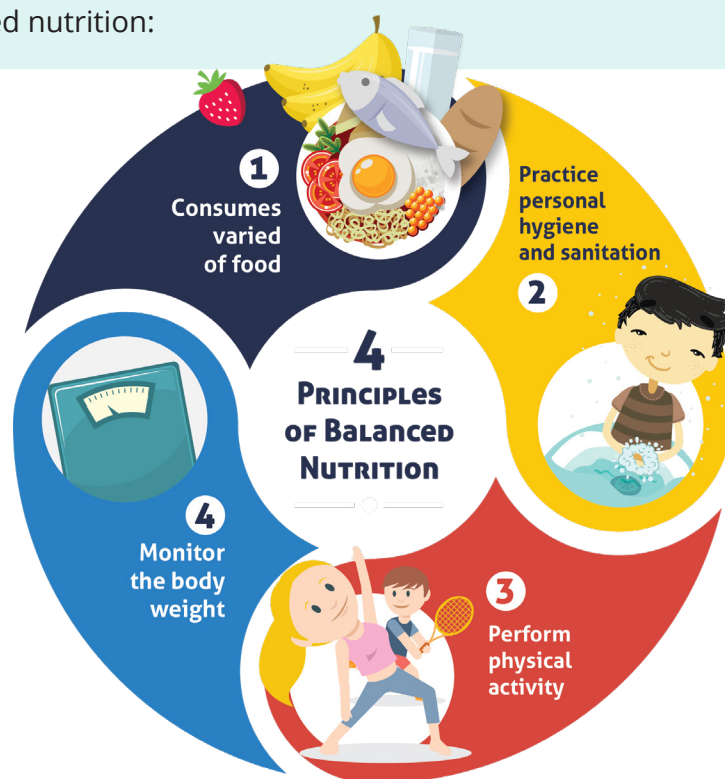 ed nutrition:
1
Consumes
varied
of food
Practice
personal
hygiene
and sanitation
2
4
Principles
of Balanced
Nutrition
3
Perform
physical
activity
4
Monitor
the body
weight